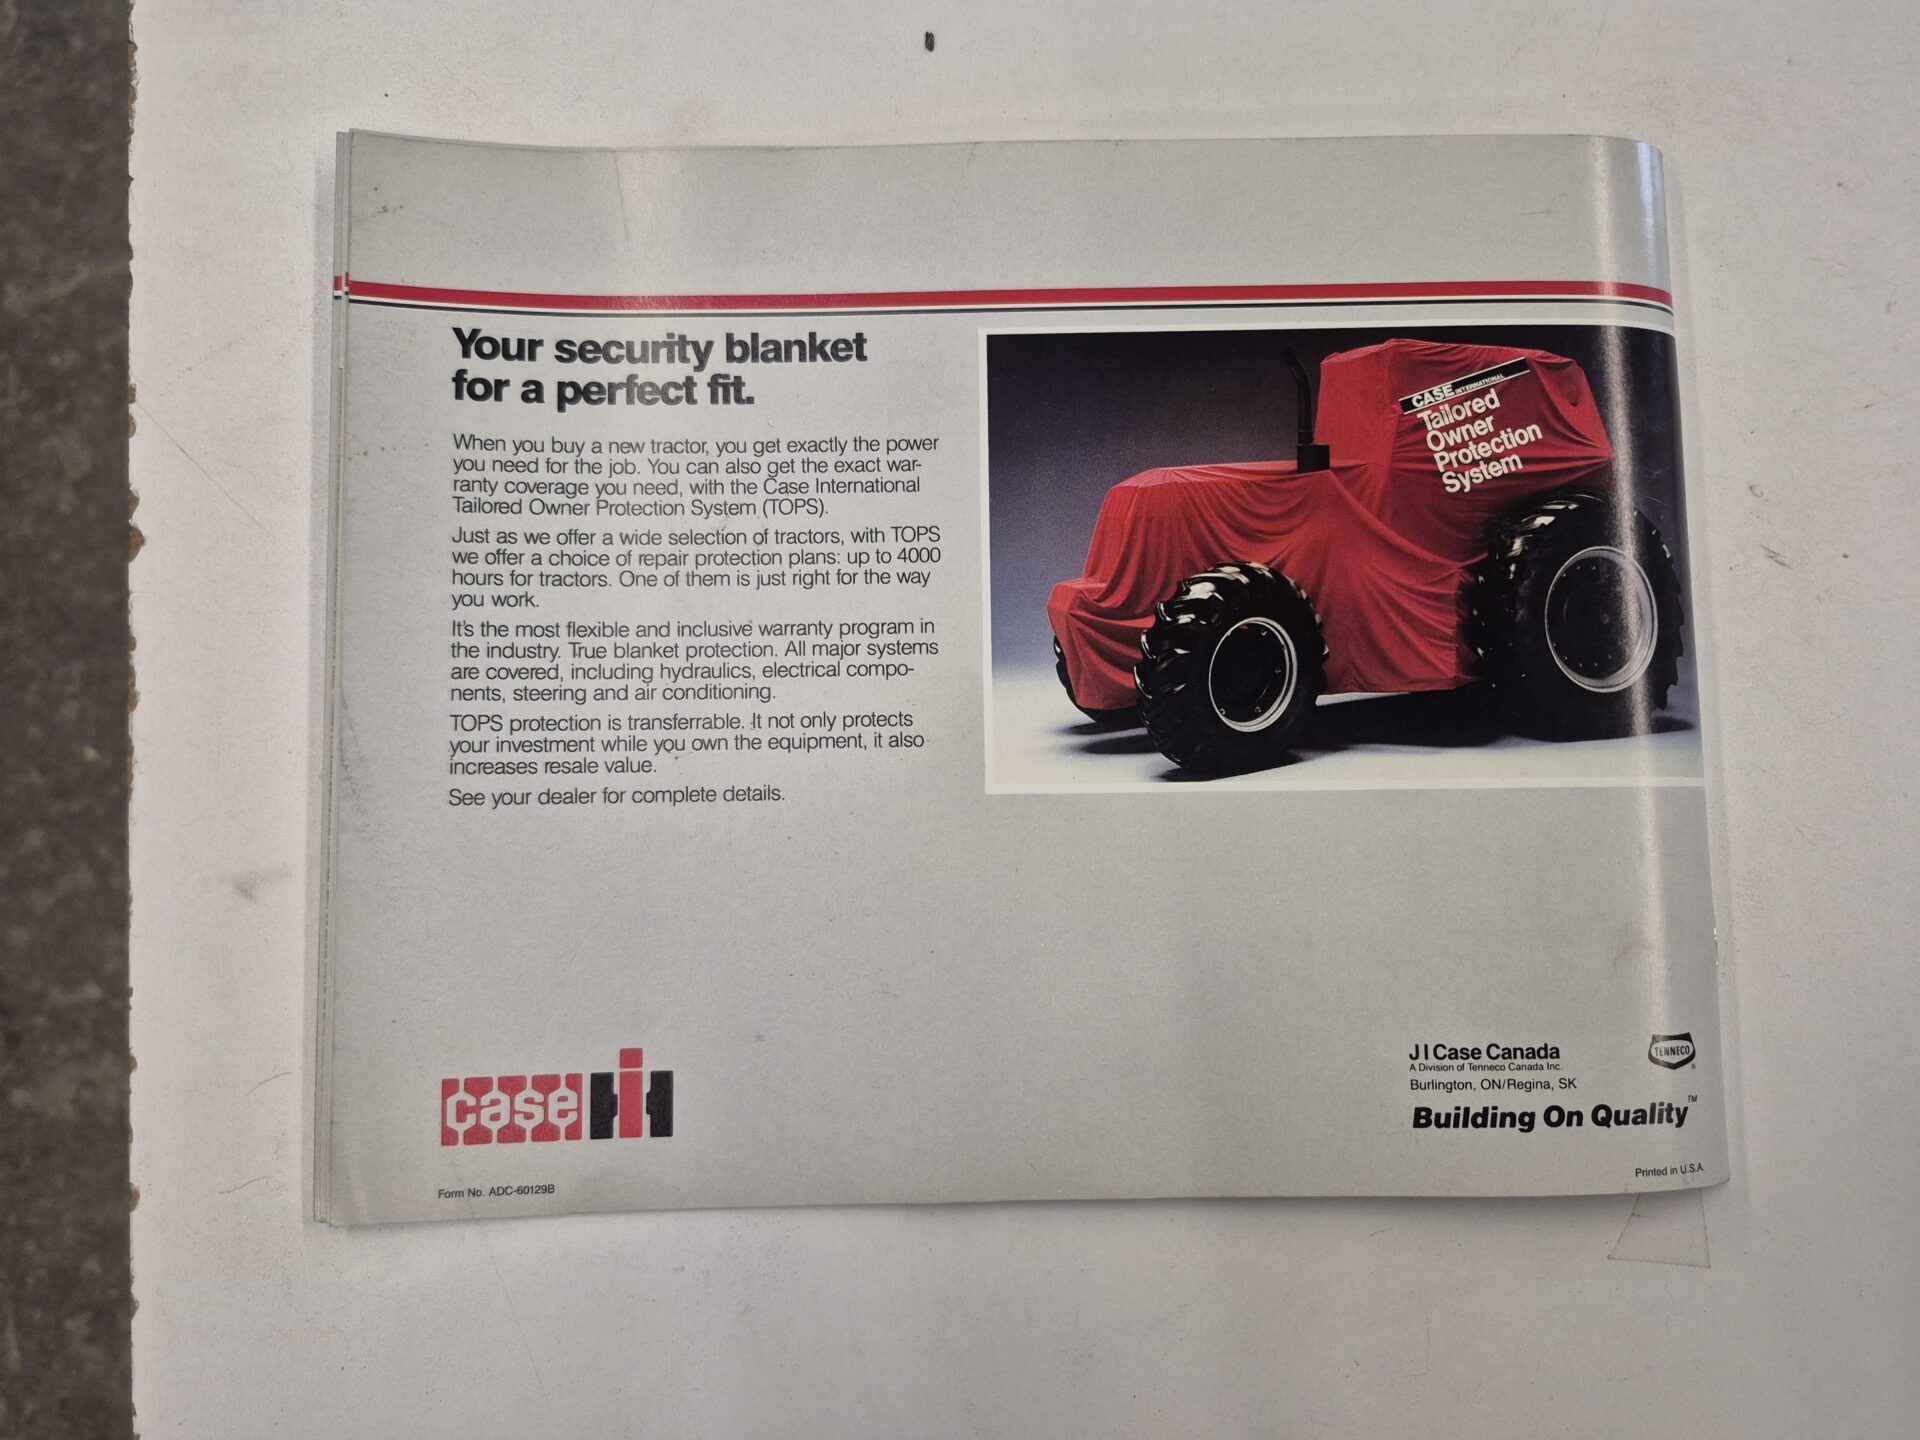 Your security blanket
for a perfect fit.
When you buy a new tractor, you get exactly the power
you need for the job. You can also get the exact war-
ranty coverage you need, with the Case International
Tailored Owner Protection System (TOPS).
Just as we offer a wide selection of tractors, with TOPS
we offer a choice of repair protection plans: up to 4000
hours for tractors. One of them is just right for the way
you work.
It's the most flexible and inclusive warranty program in
the industry. True blanket protection. All major systems
are covered, including hydraulics, electrical compo-
nents, steering and air conditioning.
TOPS protection is transferrable. It not only protects
your investment while you own the equipment, it also
increases resale value.
See your dealer for complete details.
CASE INTERNATIONAL
Tailored
Owner
Protection
System
case IH
Form No. ADC-60129B
J I Case Canada
A Division of Tenneco Canada Inc.
Burlington, ON/Regina, SK
TENNECO
®
Building On Quality™
Printed in U.S.A.